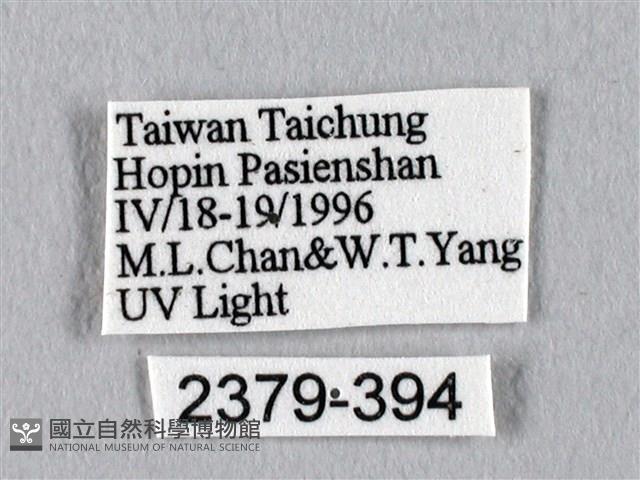 Taiwan Taichung
Hopin Pasienshan
IV/18-19/1996
M.L.Chan&W.T.Yang
UV Light
2379-394
國立自然科學博物館
NATIONAL MUSEUM OF NATURAL SCIENCE